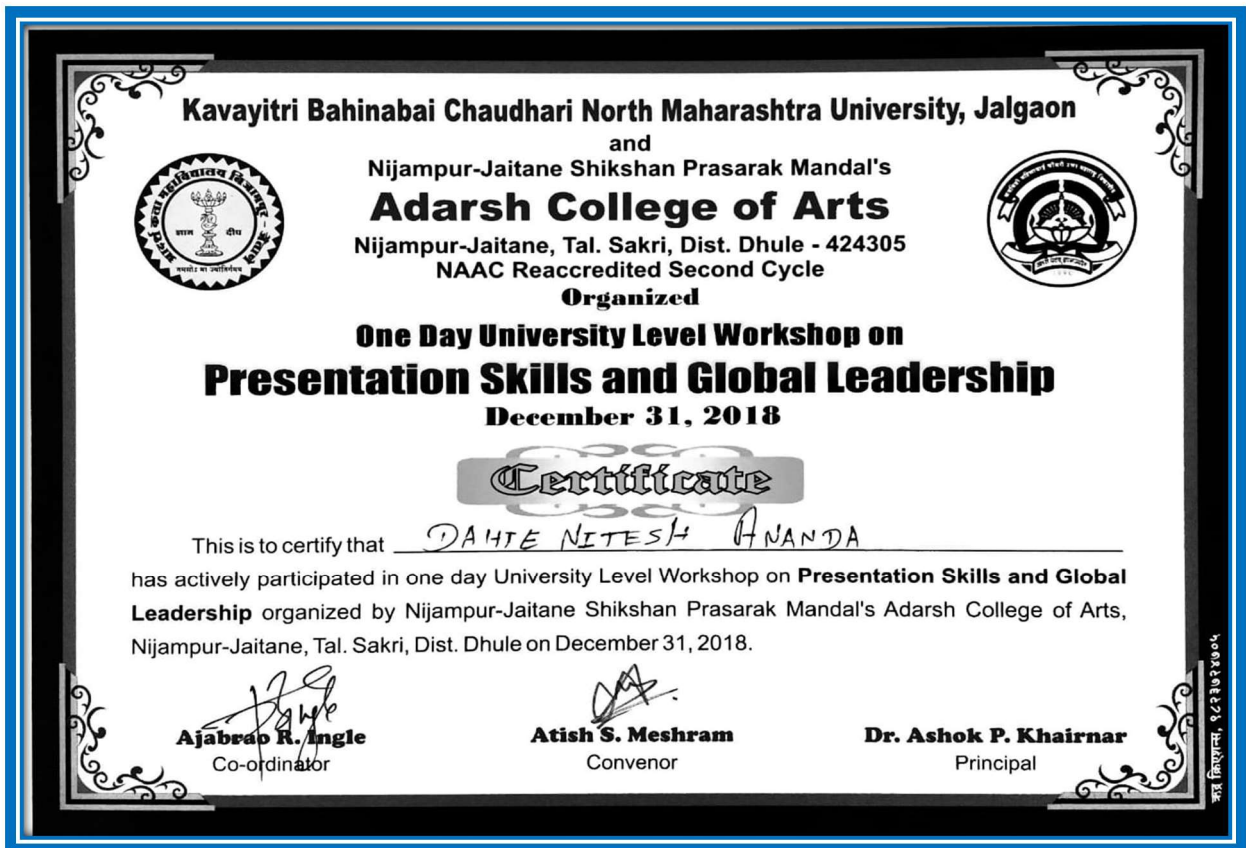 Kavayitri Bahinabai Chaudhari North Maharashtra University, Jalgaon
and
Nijampur-Jaitane Shikshan Prasarak Mandal's
Adarsh College of Arts
Nijampur-Jaitane, Tal. Sakri, Dist. Dhule - 424305
NAAC Reaccredited Second Cycle
ज्ञान दीप
Organized
One Day University Level Workshop on
Presentation Skills and Global Leadership
December 31, 2018
Certificate
This is to certify that DAHIE NITESH ANANDA
has actively participated in one day University Level Workshop on Presentation Skills and Global
Leadership organized by Nijampur-Jaitane Shikshan Prasarak Mandal's Adarsh College of Arts,
Nijampur-Jaitane, Tal. Sakri, Dist. Dhule on December 31, 2018.
Ajabrao R. Ingle
Co-ordinator
Atish S. Meshram
Convenor
Dr. Ashok P. Khairnar
Principal